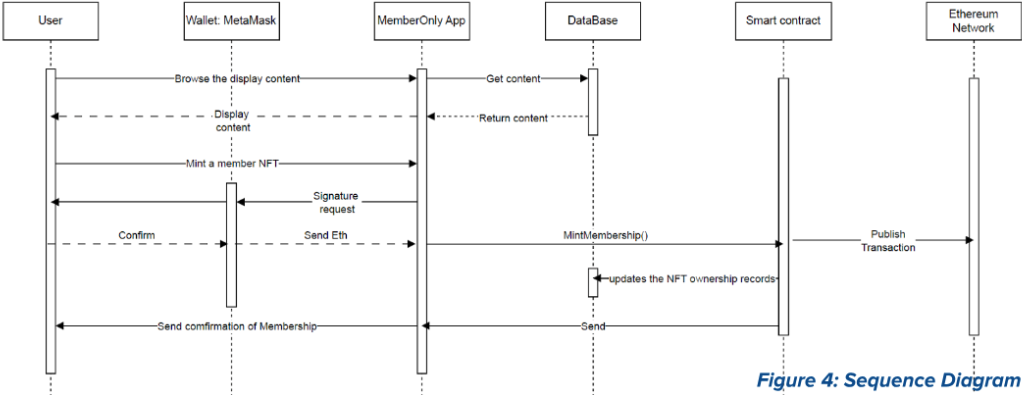 User
Wallet: MetaMask
MemberOnly App
DataBase
Smart contract
Ethereum
Network
Browse the display content
Get content
Display
content
Return content
Mint a member NFT
Signature
request
Confirm
Send Eth
MintMembership()
Publish
Transaction
updates the NFT ownership records
Send comfirmation of Membership
Send
Figure 4: Sequence Diagram